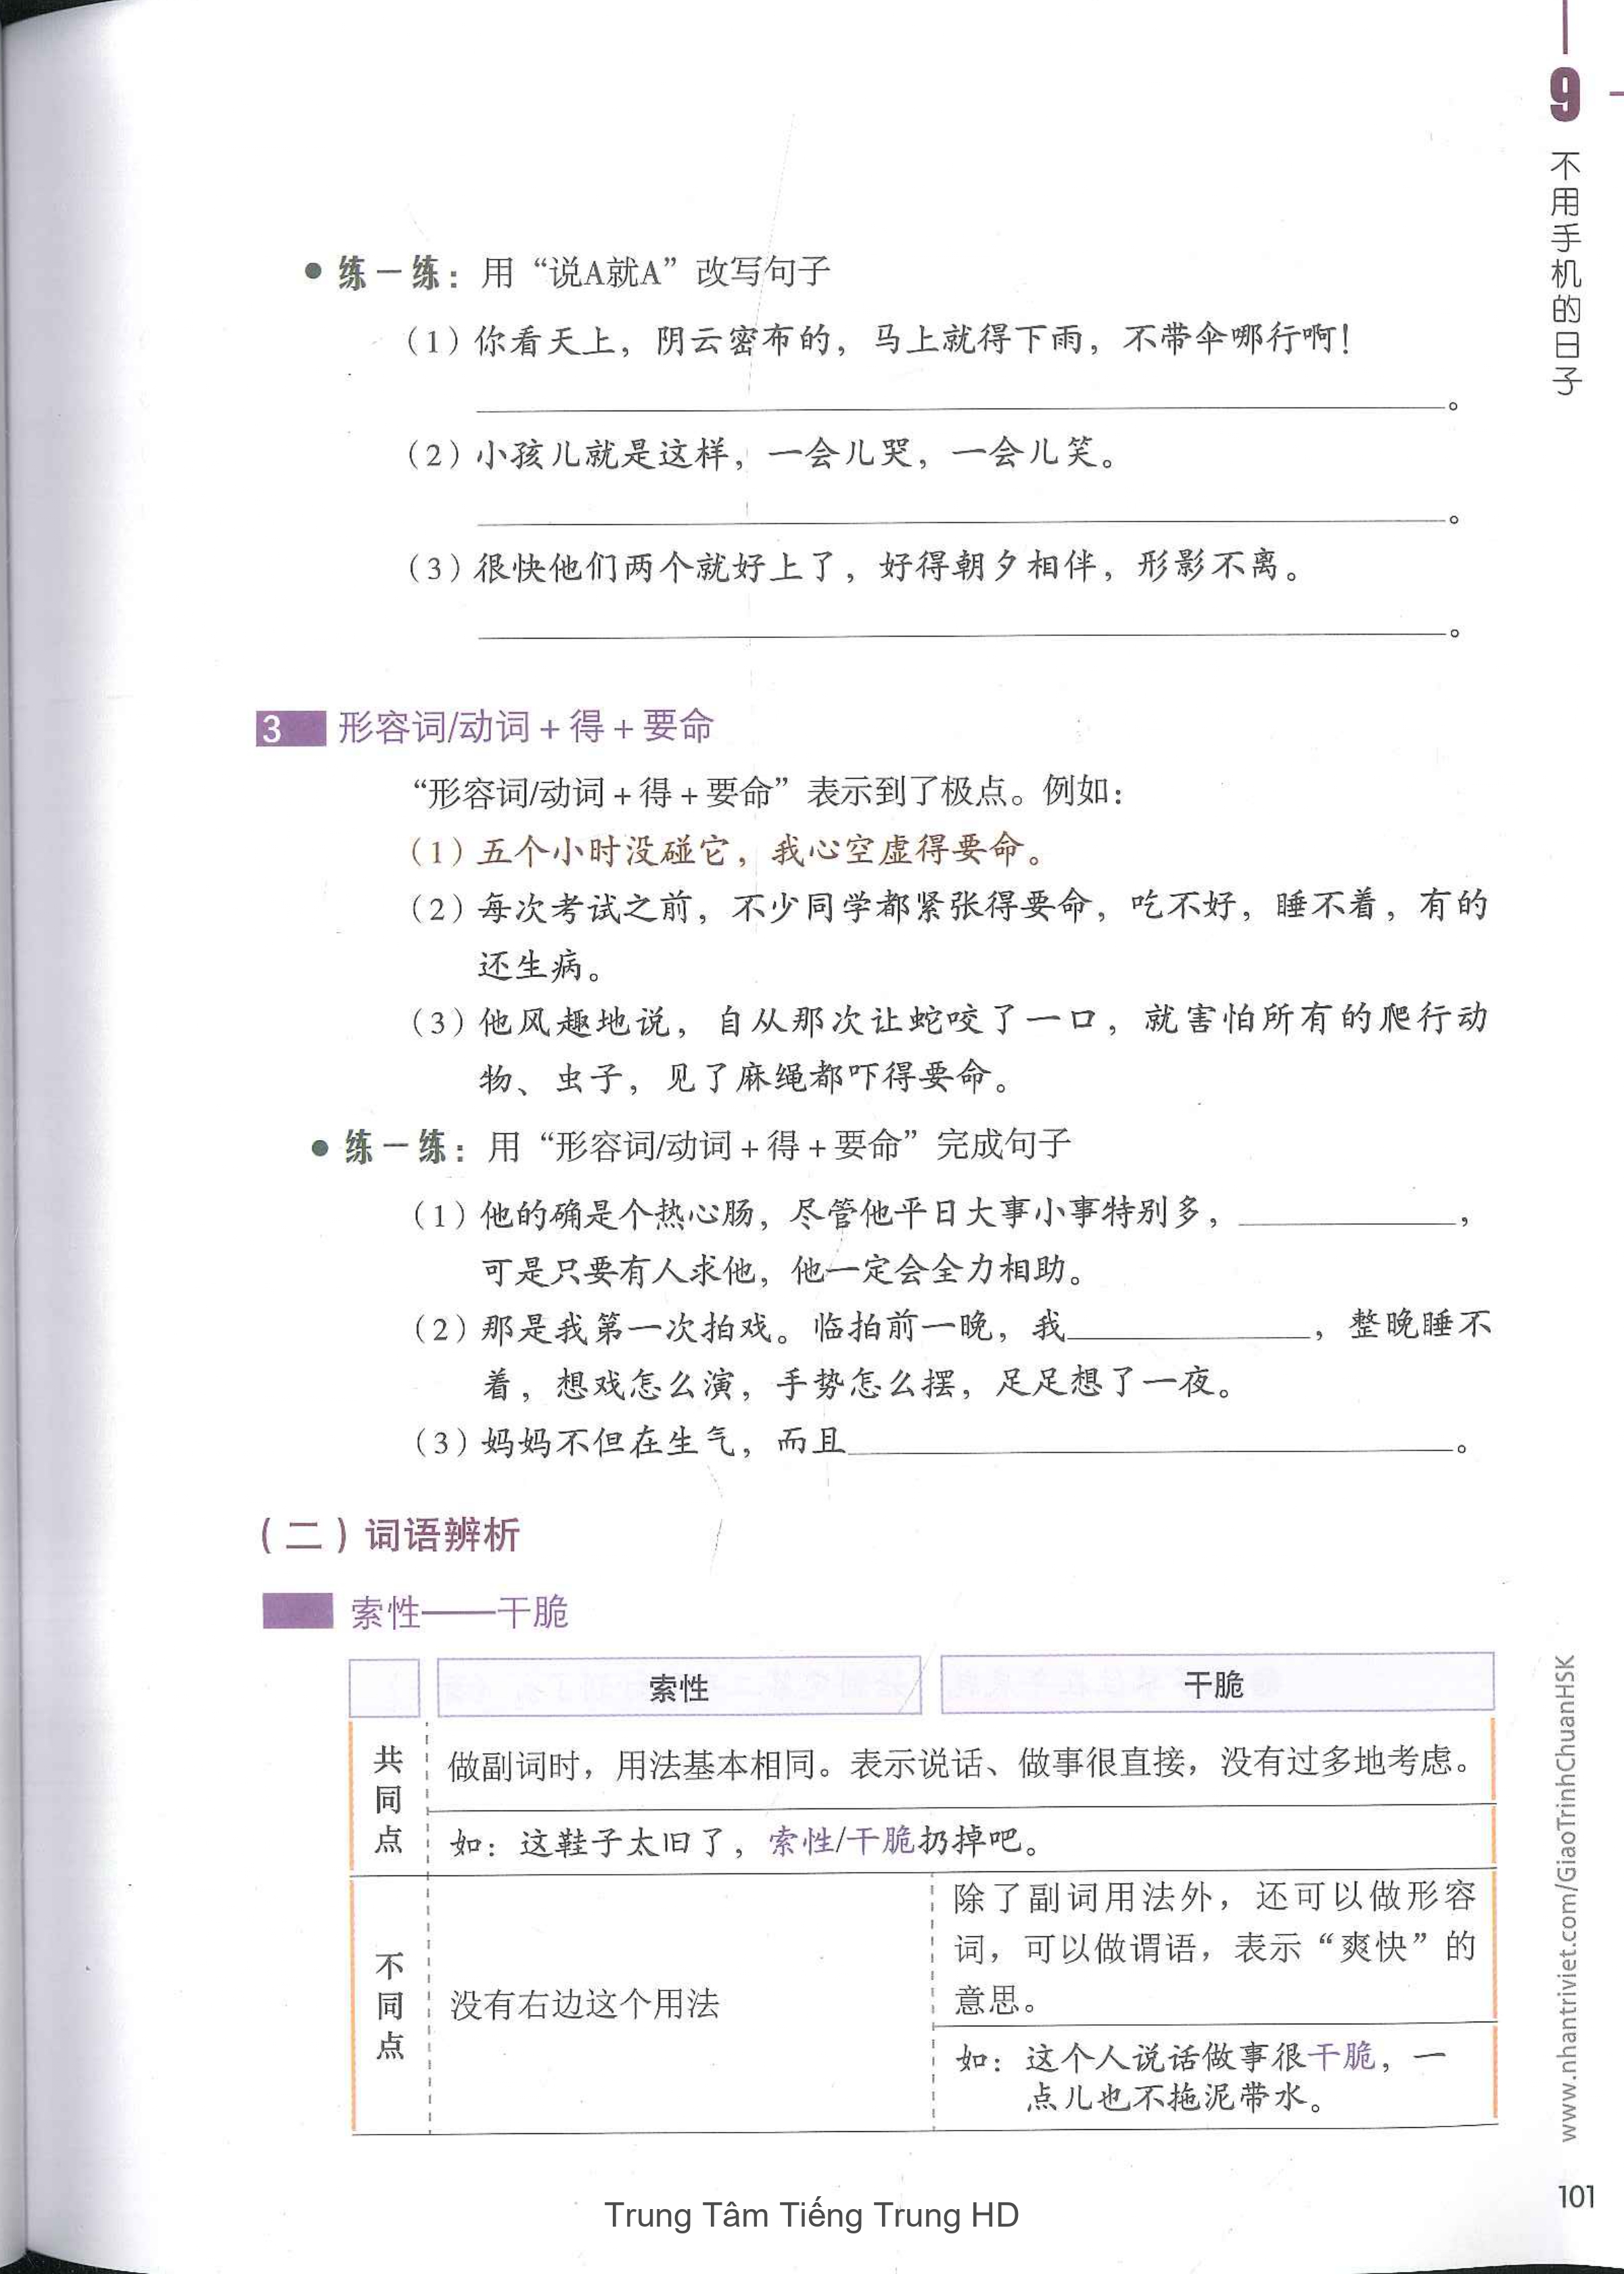 9
不用手机的日子
● 练一练：用“说A就A”改写句子
（1）你看天上，阴云密布的，马上就得下雨，不带伞哪行啊！
。
（2）小孩儿就是这样，一会儿哭，一会儿笑。
。
（3）很快他们两个就好上了，好得朝夕相伴，形影不离。
。
3 形容词/动词＋得＋要命
“形容词/动词＋得＋要命”表示到了极点。例如：
（1）五个小时没碰它，我心空虚得要命。
（2）每次考试之前，不少同学都紧张得要命，吃不好，睡不着，有的
还生病。
（3）他风趣地说，自从那次让蛇咬了一口，就害怕所有的爬行动
物、虫子，见了麻绳都吓得要命。
● 练一练：用“形容词/动词＋得＋要命”完成句子
（1）他的确是个热心肠，尽管他平日大事小事特别多，____________，
可是只要有人求他，他一定会全力相助。
（2）那是我第一次拍戏。临拍前一晚，我____________，整晚睡不
着，想戏怎么演，手势怎么摆，足足想了一夜。
（3）妈妈不但在生气，而且____________。
（二）词语辨析
索性——干脆
索性 干脆
共同点
做副词时，用法基本相同。表示说话、做事很直接，没有过多地考虑。
如：这鞋子太旧了，索性/干脆扔掉吧。
不同点
没有右边这个用法
除了副词用法外，还可以做形容
词，可以做谓语，表示“爽快”的
意思。
如：这个人说话做事很干脆，一
点儿也不拖泥带水。
www.nhantriviet.com/GiaoTrinhChuanHSK
101
Trung Tâm Tiếng Trung HD